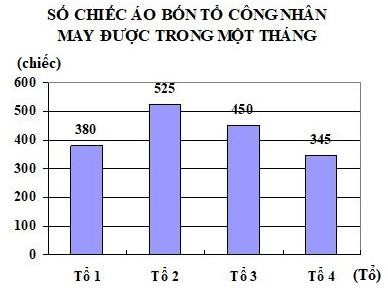 SỐ CHIẾC ÁO BỐN TỔ CÔNG NHÂN
MAY ĐƯỢC TRONG MỘT THÁNG
(chiếc)
600
500
400
300
200
100
0
380
525
450
345
Tổ 1
Tổ 2
Tổ 3
Tổ 4
(Tổ)